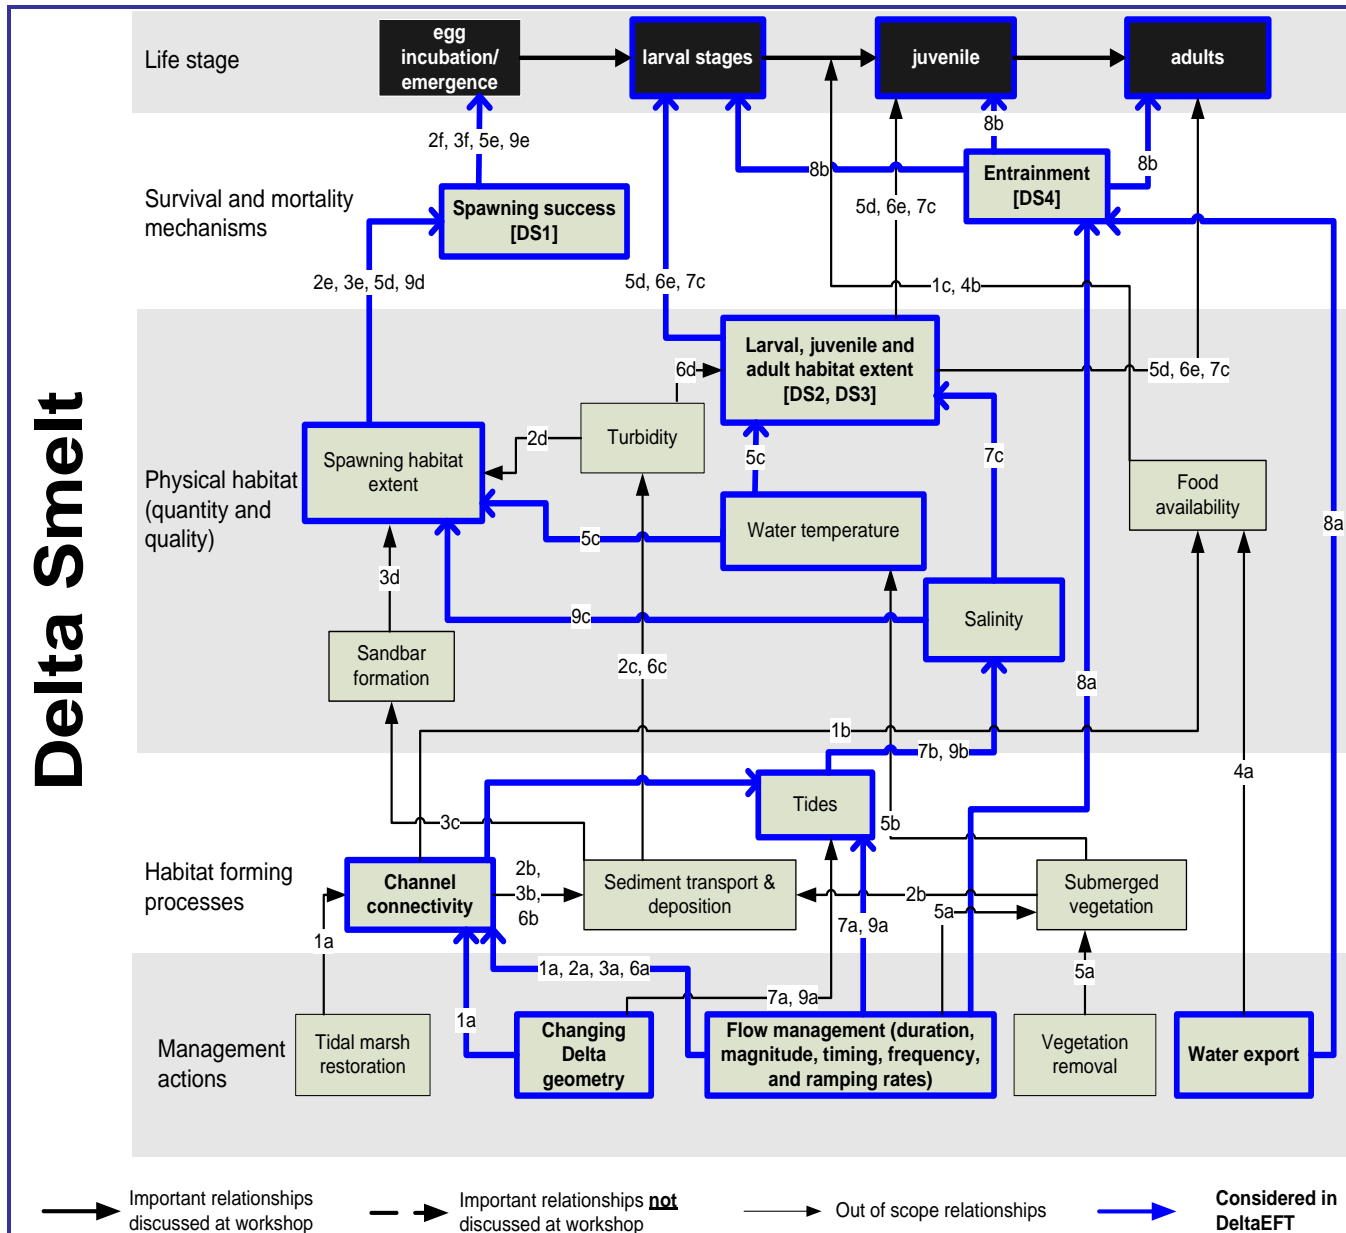 Delta Smelt
Life stage
egg
incubation/
emergence
larval stages
juvenile
adults
2f, 3f, 5e, 9e
8b
8b
8b
Survival and mortality
mechanisms
Spawning success
[DS1]
Entrainment
[DS4]
5d, 6e, 7c
2e, 3e, 5d, 9d
5d, 6e, 7c
1c, 4b
Larval, juvenile and
adult habitat extent
[DS2, DS3]
6d
5d, 6e, 7c
Turbidity
2d
5c
7c
Physical habitat
(quantity and
quality)
Spawning habitat
extent
Food
availability
8a
Water temperature
5c
3d
9c
Salinity
Sandbar
formation
2c, 6c
8a
1b
7b, 9b
4a
Tides
3c
5b
Habitat forming
processes
Channel
connectivity
2b,
3b,
6b
Sediment transport &
deposition
2b
Submerged
vegetation
5a
7a, 9a
1a
1a, 2a, 3a, 6a
5a
7a, 9a
1a
Management
actions
Tidal marsh
restoration
Changing
Delta
geometry
Flow management (duration,
magnitude, timing, frequency,
and ramping rates)
Vegetation
removal
Water export
Important relationships
discussed at workshop
Important relationships not
discussed at workshop
Out of scope relationships
Considered in
DeltaEFT